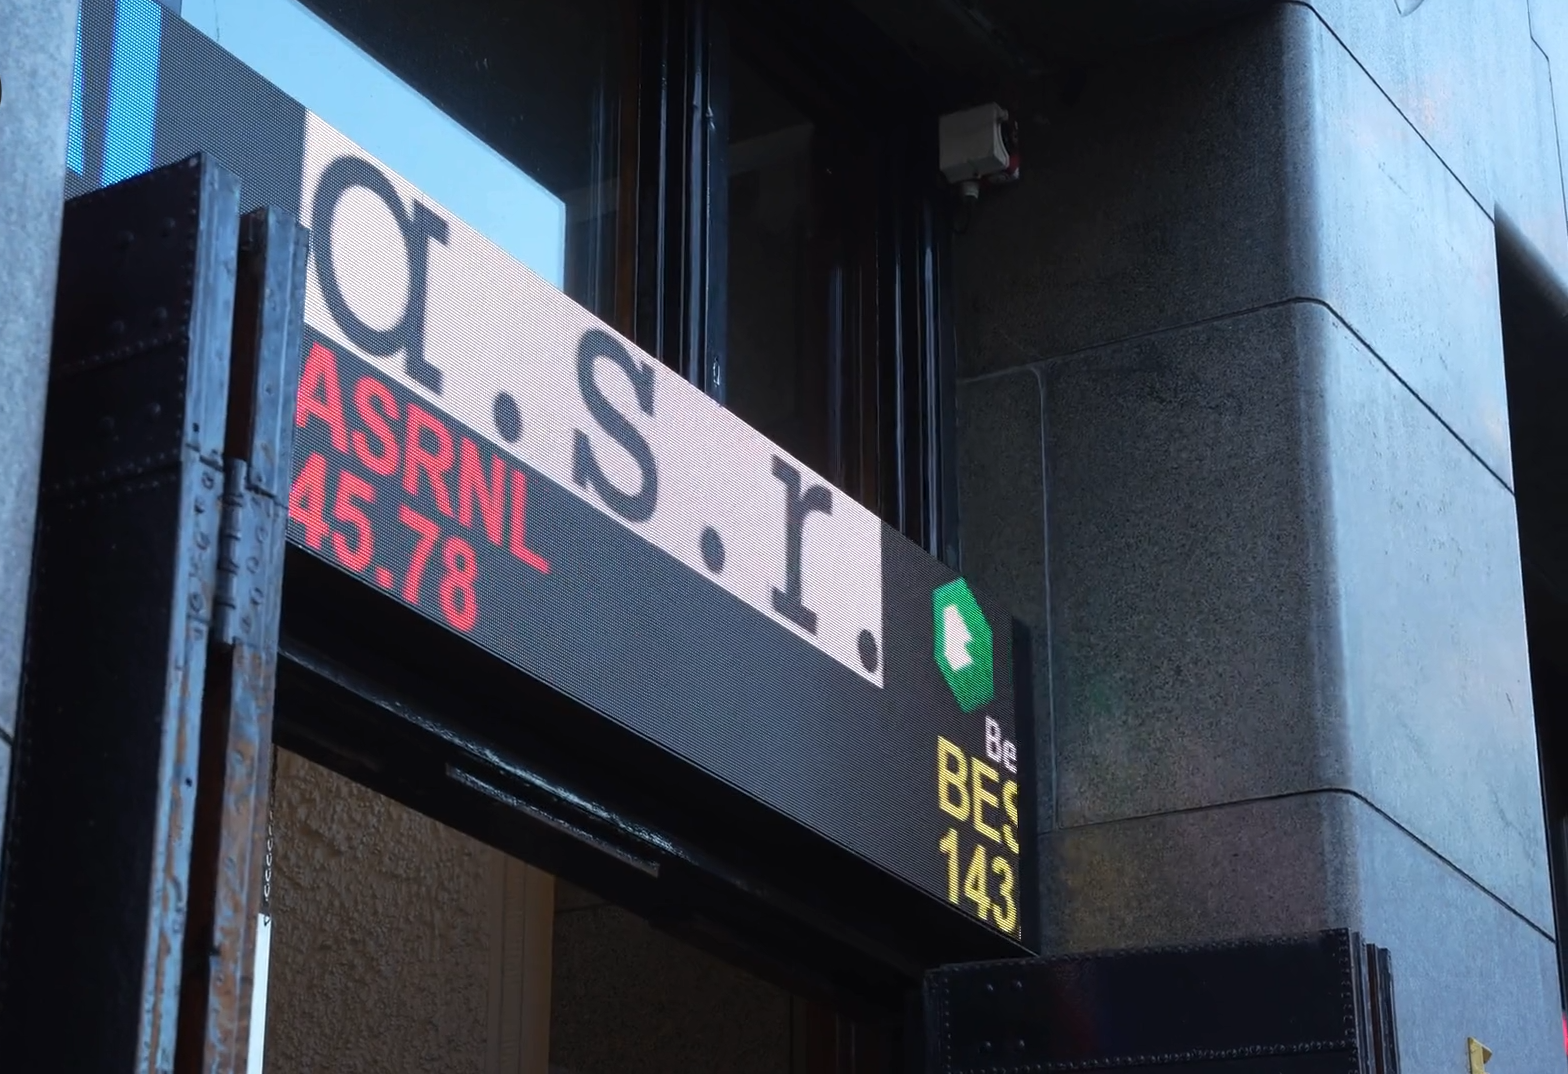 a.s.r.
ASRNL
45.78
Be
BES
143